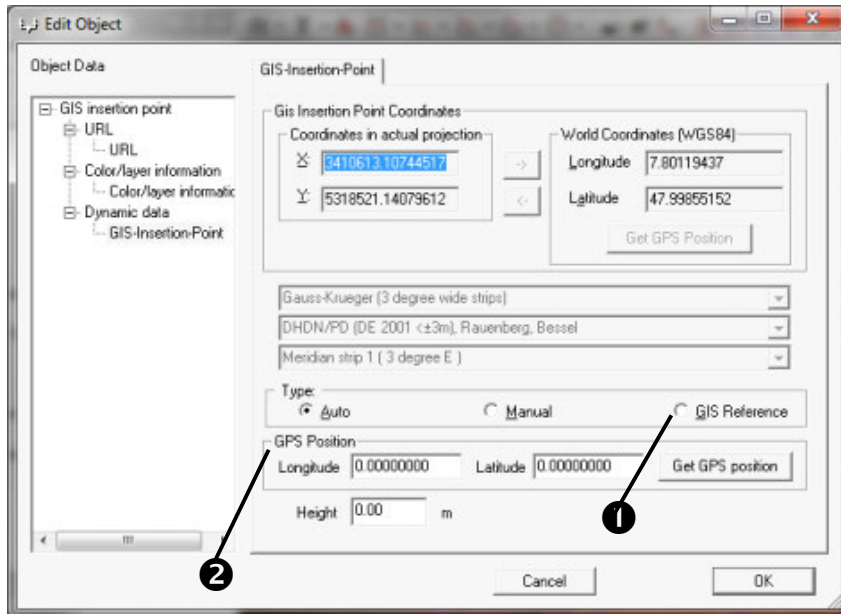 Edit Object
Object Data
GIS insertion point
URL
URL
Color/layer information
Color/layer informatic
Dynamic data
GIS-Insertion-Point
GIS-Insertion-Point
Gis Insertion Point Coordinates
Coordinates in actual projection
X: 3410613.10744517
Y: 5318521.14079612
->
<-
World Coordinates (WGS84)
Longitude 7.80119437
Latitude 47.99855152
Get GPS Position
Gauss-Krueger (3 degree wide strips)
DHDN/PD (DE 2001 <±3m), Rauenberg, Bessel
Meridian strip 1 ( 3 degree E )
Type:
Auto Manual GIS Reference
GPS Position
Longitude 0.00000000 Latitude 0.00000000 Get GPS position
Height 0.00 m
1
2
Cancel OK